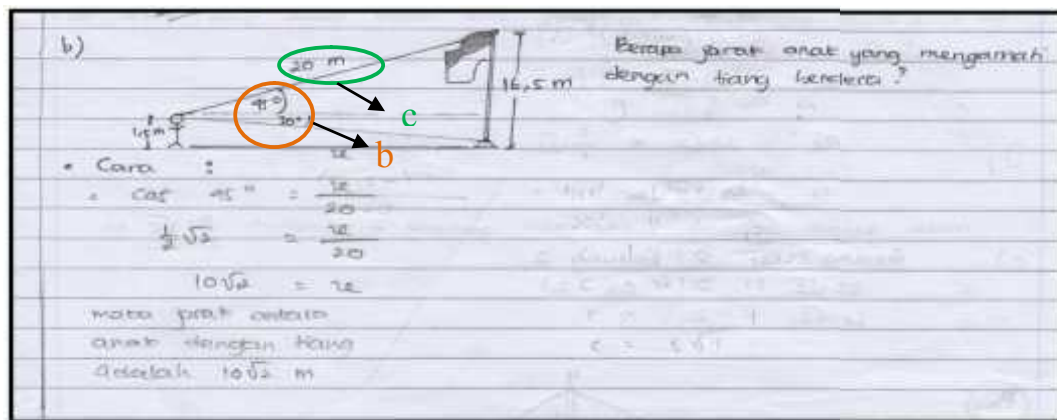 b)
20 m
45°
30°
1,5 m
16,5 m
c
b
x
Berapa jarak anak yang mengamati
dengan tiang bendera?
• Cara :
= cos 45° = x/20
½√2 = x/20
10√2 = x
maka jarak antara
anak dengan tiang
adalah 10√2 m